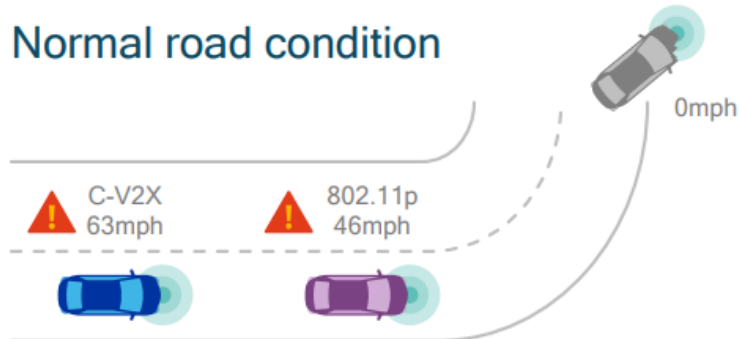 Normal road condition
0mph
C-V2X
63mph
802.11p
46mph